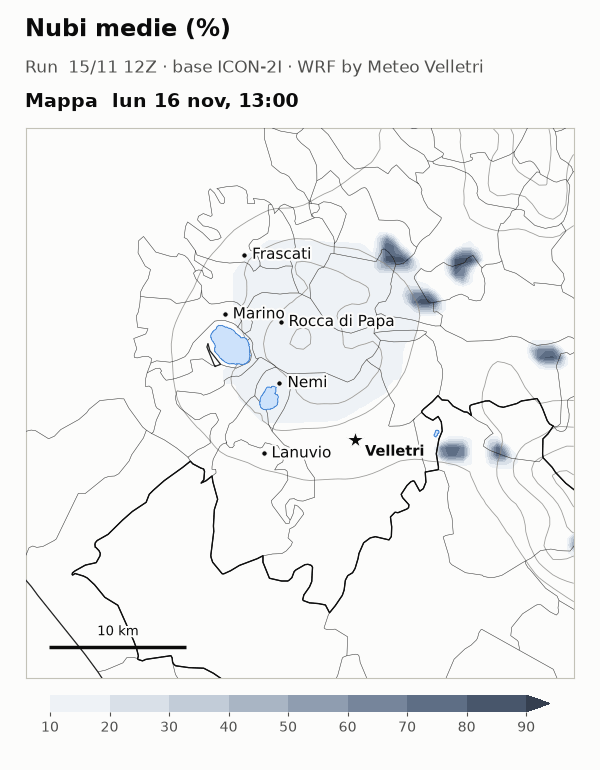 Nubi medie (%)
Run  15/11 12Z · base ICON-2I · WRF by Meteo Velletri
Mappa  lun 16 nov, 13:00
Frascati
Marino
Rocca di Papa
Nemi
Velletri
Lanuvio
10 km
10 20 30 40 50 60 70 80 90